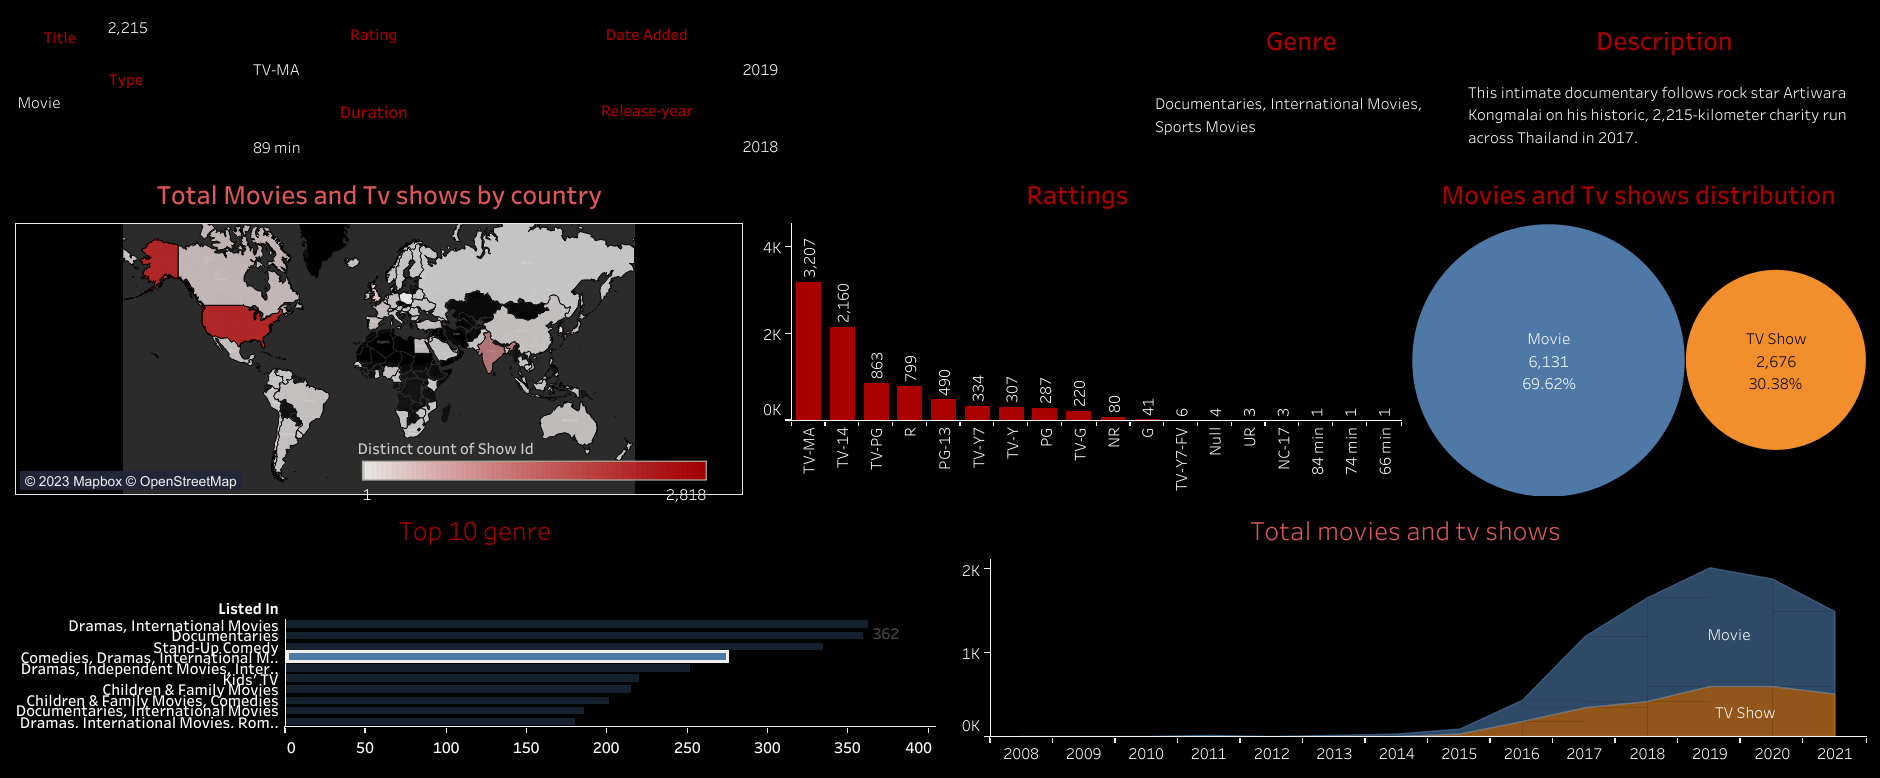 Title
2,215
Rating
Date Added
Genre
Description
TV-MA
2019
Type
Movie
Documentaries, International Movies,
Sports Movies
This intimate documentary follows rock star Artiwara
Kongmalai on his historic, 2,215-kilometer charity run
across Thailand in 2017.
Duration
Release-year
89 min
2018
Total Movies and Tv shows by country
Distinct count of Show Id
1
2,818
© 2023 Mapbox © OpenStreetMap
Rattings
4K
2K
0K
3,207
2,160
863
799
490
334
307
287
220
80
41
6
4
3
3
1
1
1
TV-MA
TV-14
TV-PG
R
PG-13
TV-Y7
TV-Y
PG
TV-G
NR
G
TV-Y7-FV
Null
UR
NC-17
84 min
74 min
66 min
Movies and Tv shows distribution
Movie
6,131
69.62%
TV Show
2,676
30.38%
Top 10 genre
Listed In
Dramas, International Movies
Documentaries
Stand-Up Comedy
Comedies, Dramas, International M..
Dramas, Independent Movies, Inter..
Kids' TV
Children & Family Movies
Children & Family Movies, Comedies
Documentaries, International Movies
Dramas, International Movies, Rom..
362
0 50 100 150 200 250 300 350 400
Total movies and tv shows
2K
1K
0K
Movie
TV Show
2008 2009 2010 2011 2012 2013 2014 2015 2016 2017 2018 2019 2020 2021